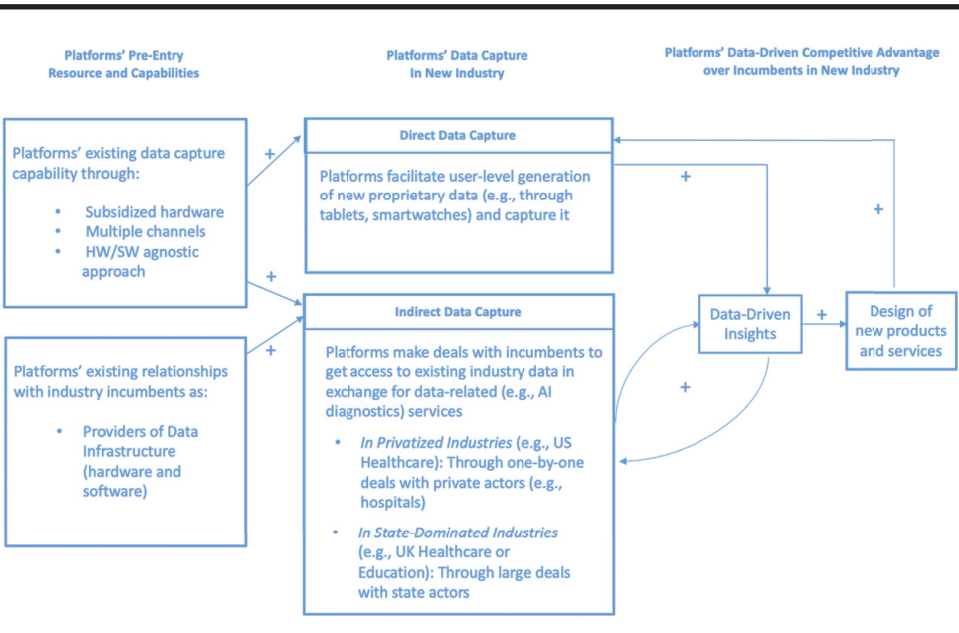 Platforms' Pre-Entry
Resource and Capabilities
Platforms' Data Capture
In New Industry
Platforms' Data-Driven Competitive Advantage
over Incumbents in New Industry
Platforms' existing data capture
capability through:
• Subsidized hardware
• Multiple channels
• HW/SW agnostic
approach
+
+
Platforms' existing relationships
with industry incumbents as:
• Providers of Data
Infrastructure
(hardware and
software)
+
Direct Data Capture
Platforms facilitate user-level generation
of new proprietary data (e.g., through
tablets, smartwatches) and capture it
Indirect Data Capture
Platforms make deals with incumbents to
get access to existing industry data in
exchange for data-related (e.g., AI
diagnostics) services
• In Privatized Industries (e.g., US
Healthcare): Through one-by-one
deals with private actors (e.g.,
hospitals)
• In State-Dominated Industries
(e.g., UK Healthcare or
Education): Through large deals
with state actors
+
+
Data-Driven
Insights
+
+
Design of
new products
and services